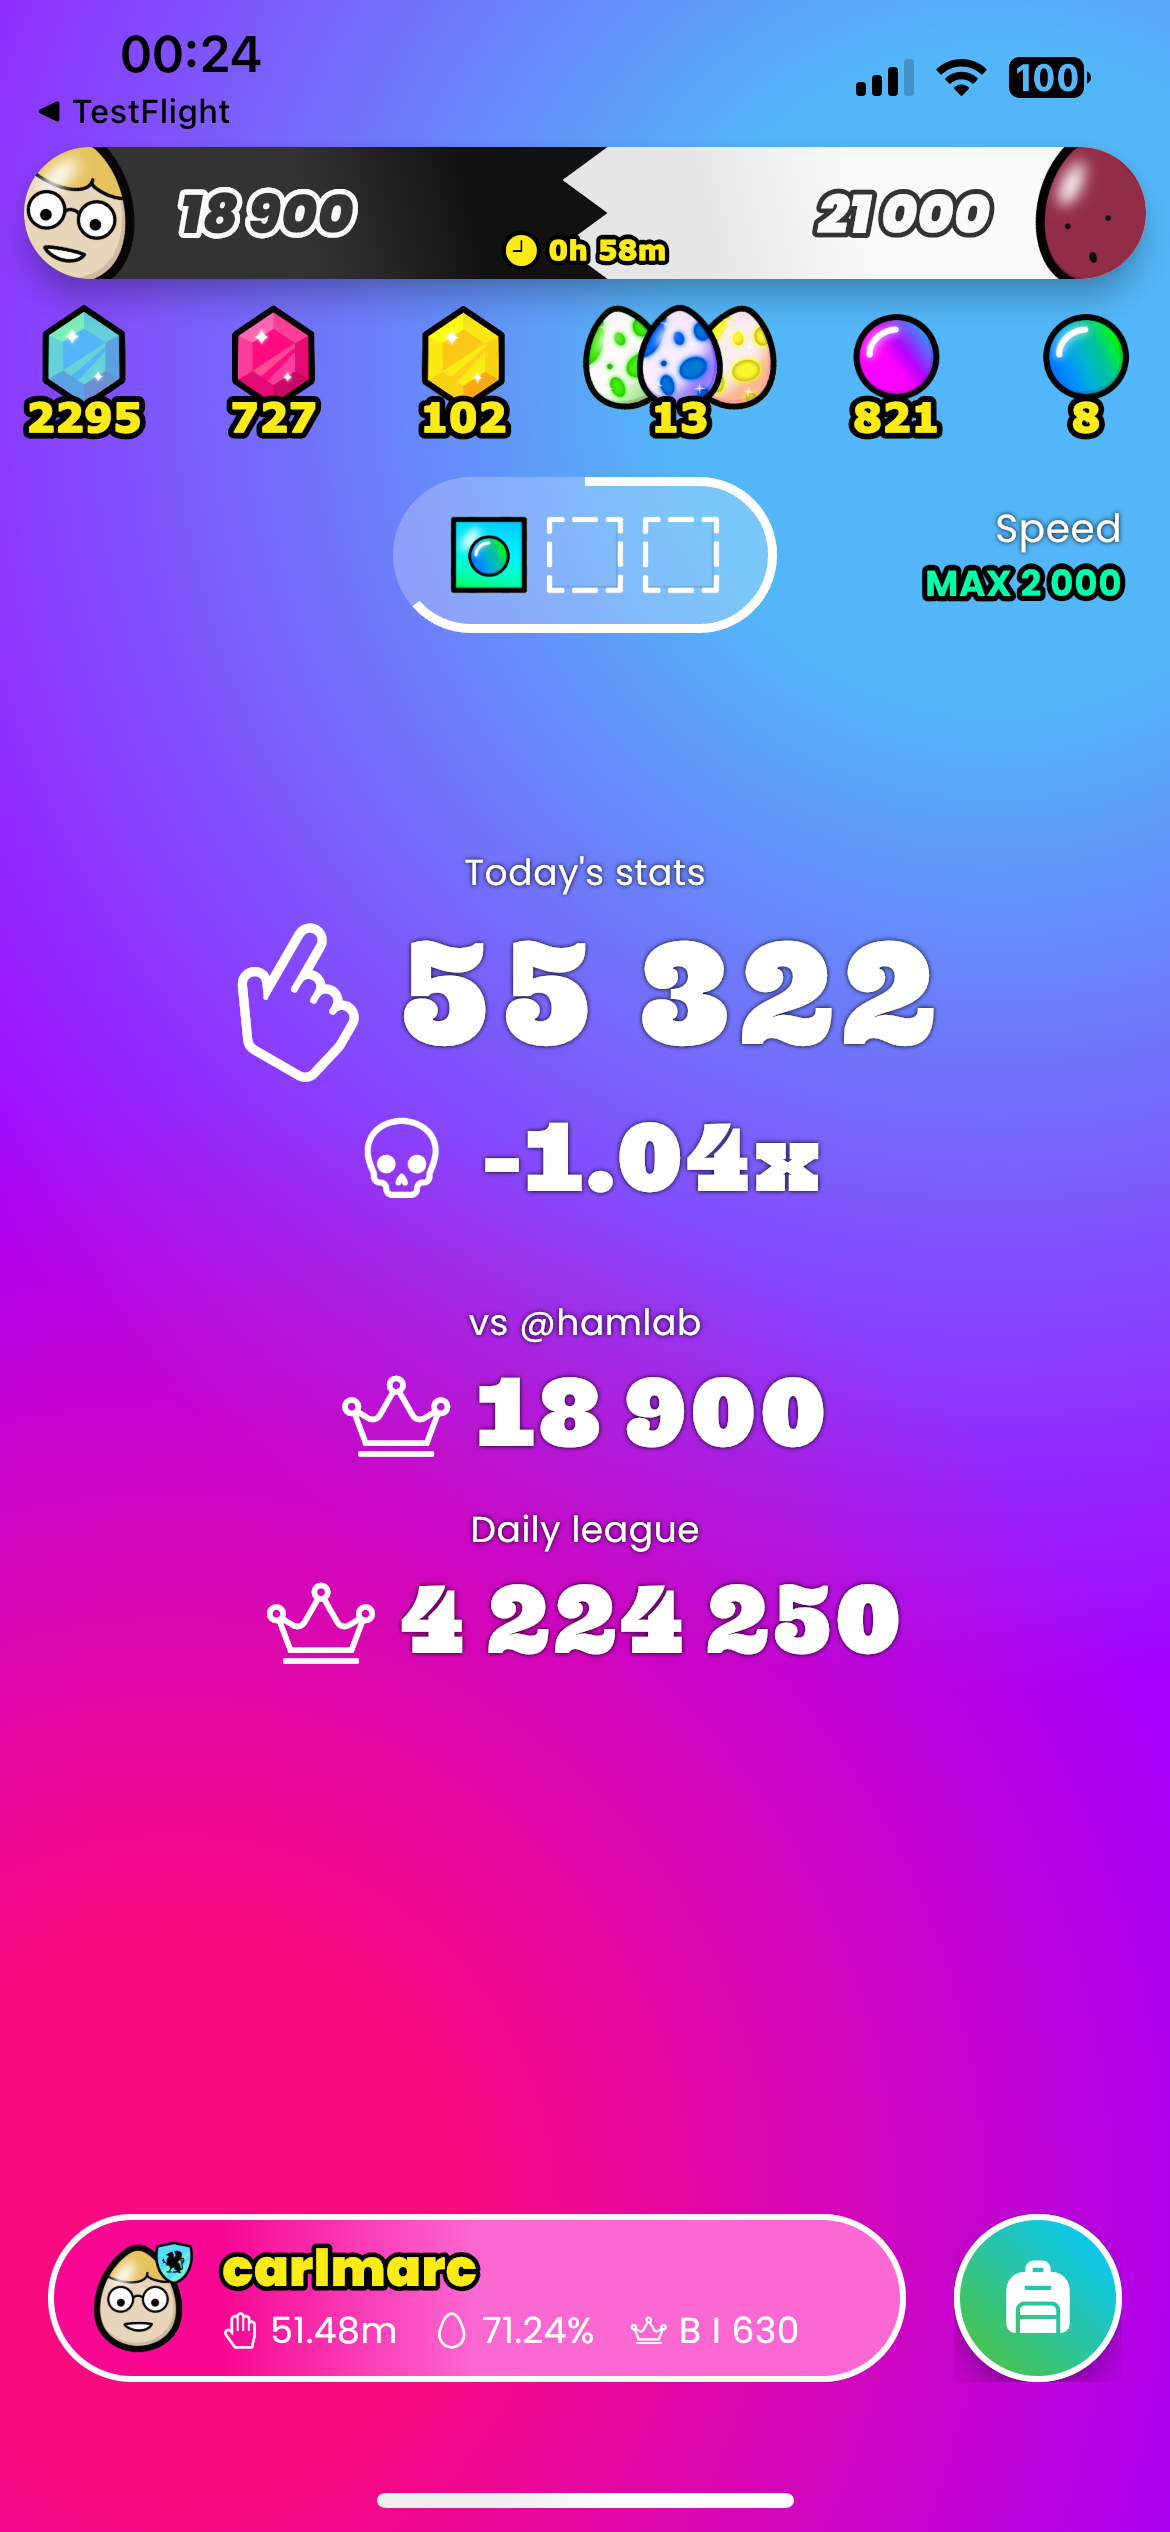 00:24
100
TestFlight
18 900
21 000
0h 58m
2295
727
102
13
821
8
Speed
MAX 2 000
Today's stats
55 322
-1.04x
vs @hamlab
18 900
Daily league
4 224 250
carlmarc
51.48m
71.24%
B I 630